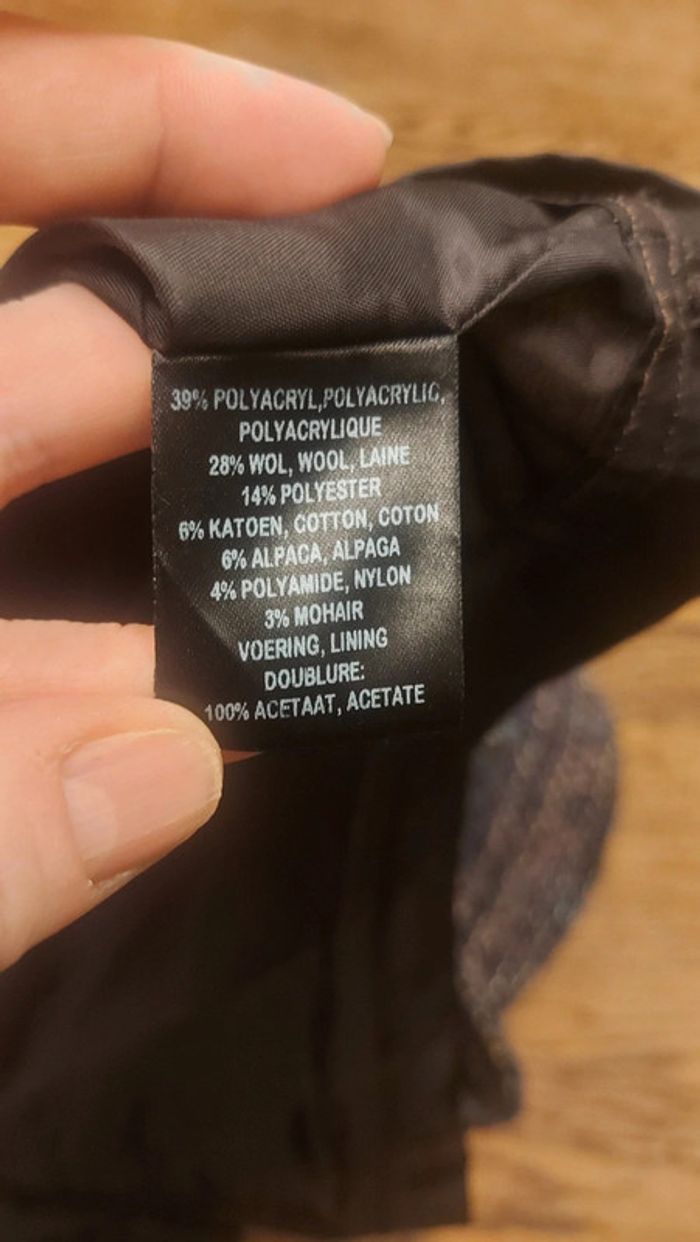 39% POLYACRYL,POLYACRYLIC,
POLYACRYLIQUE
28% WOL, WOOL, LAINE
14% POLYESTER
6% KATOEN, COTTON, COTON
6% ALPACA, ALPAGA
4% POLYAMIDE, NYLON
3% MOHAIR
VOERING, LINING
DOUBLURE:
100% ACETAAT, ACETATE